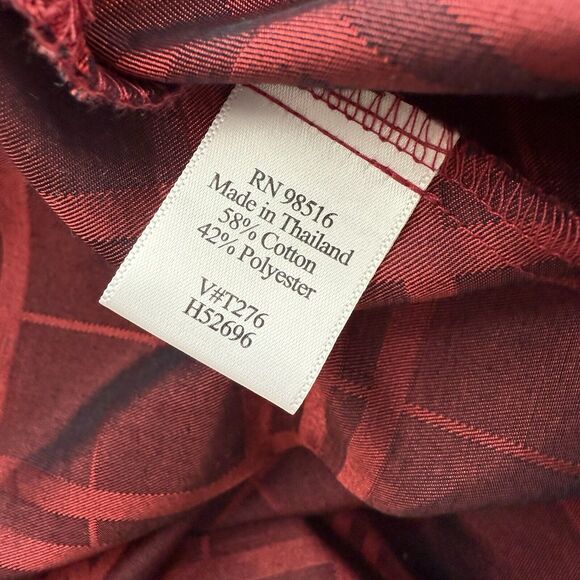 RN 98516
Made in Thailand
58% Cotton
42% Polyester
V#T276
H52696